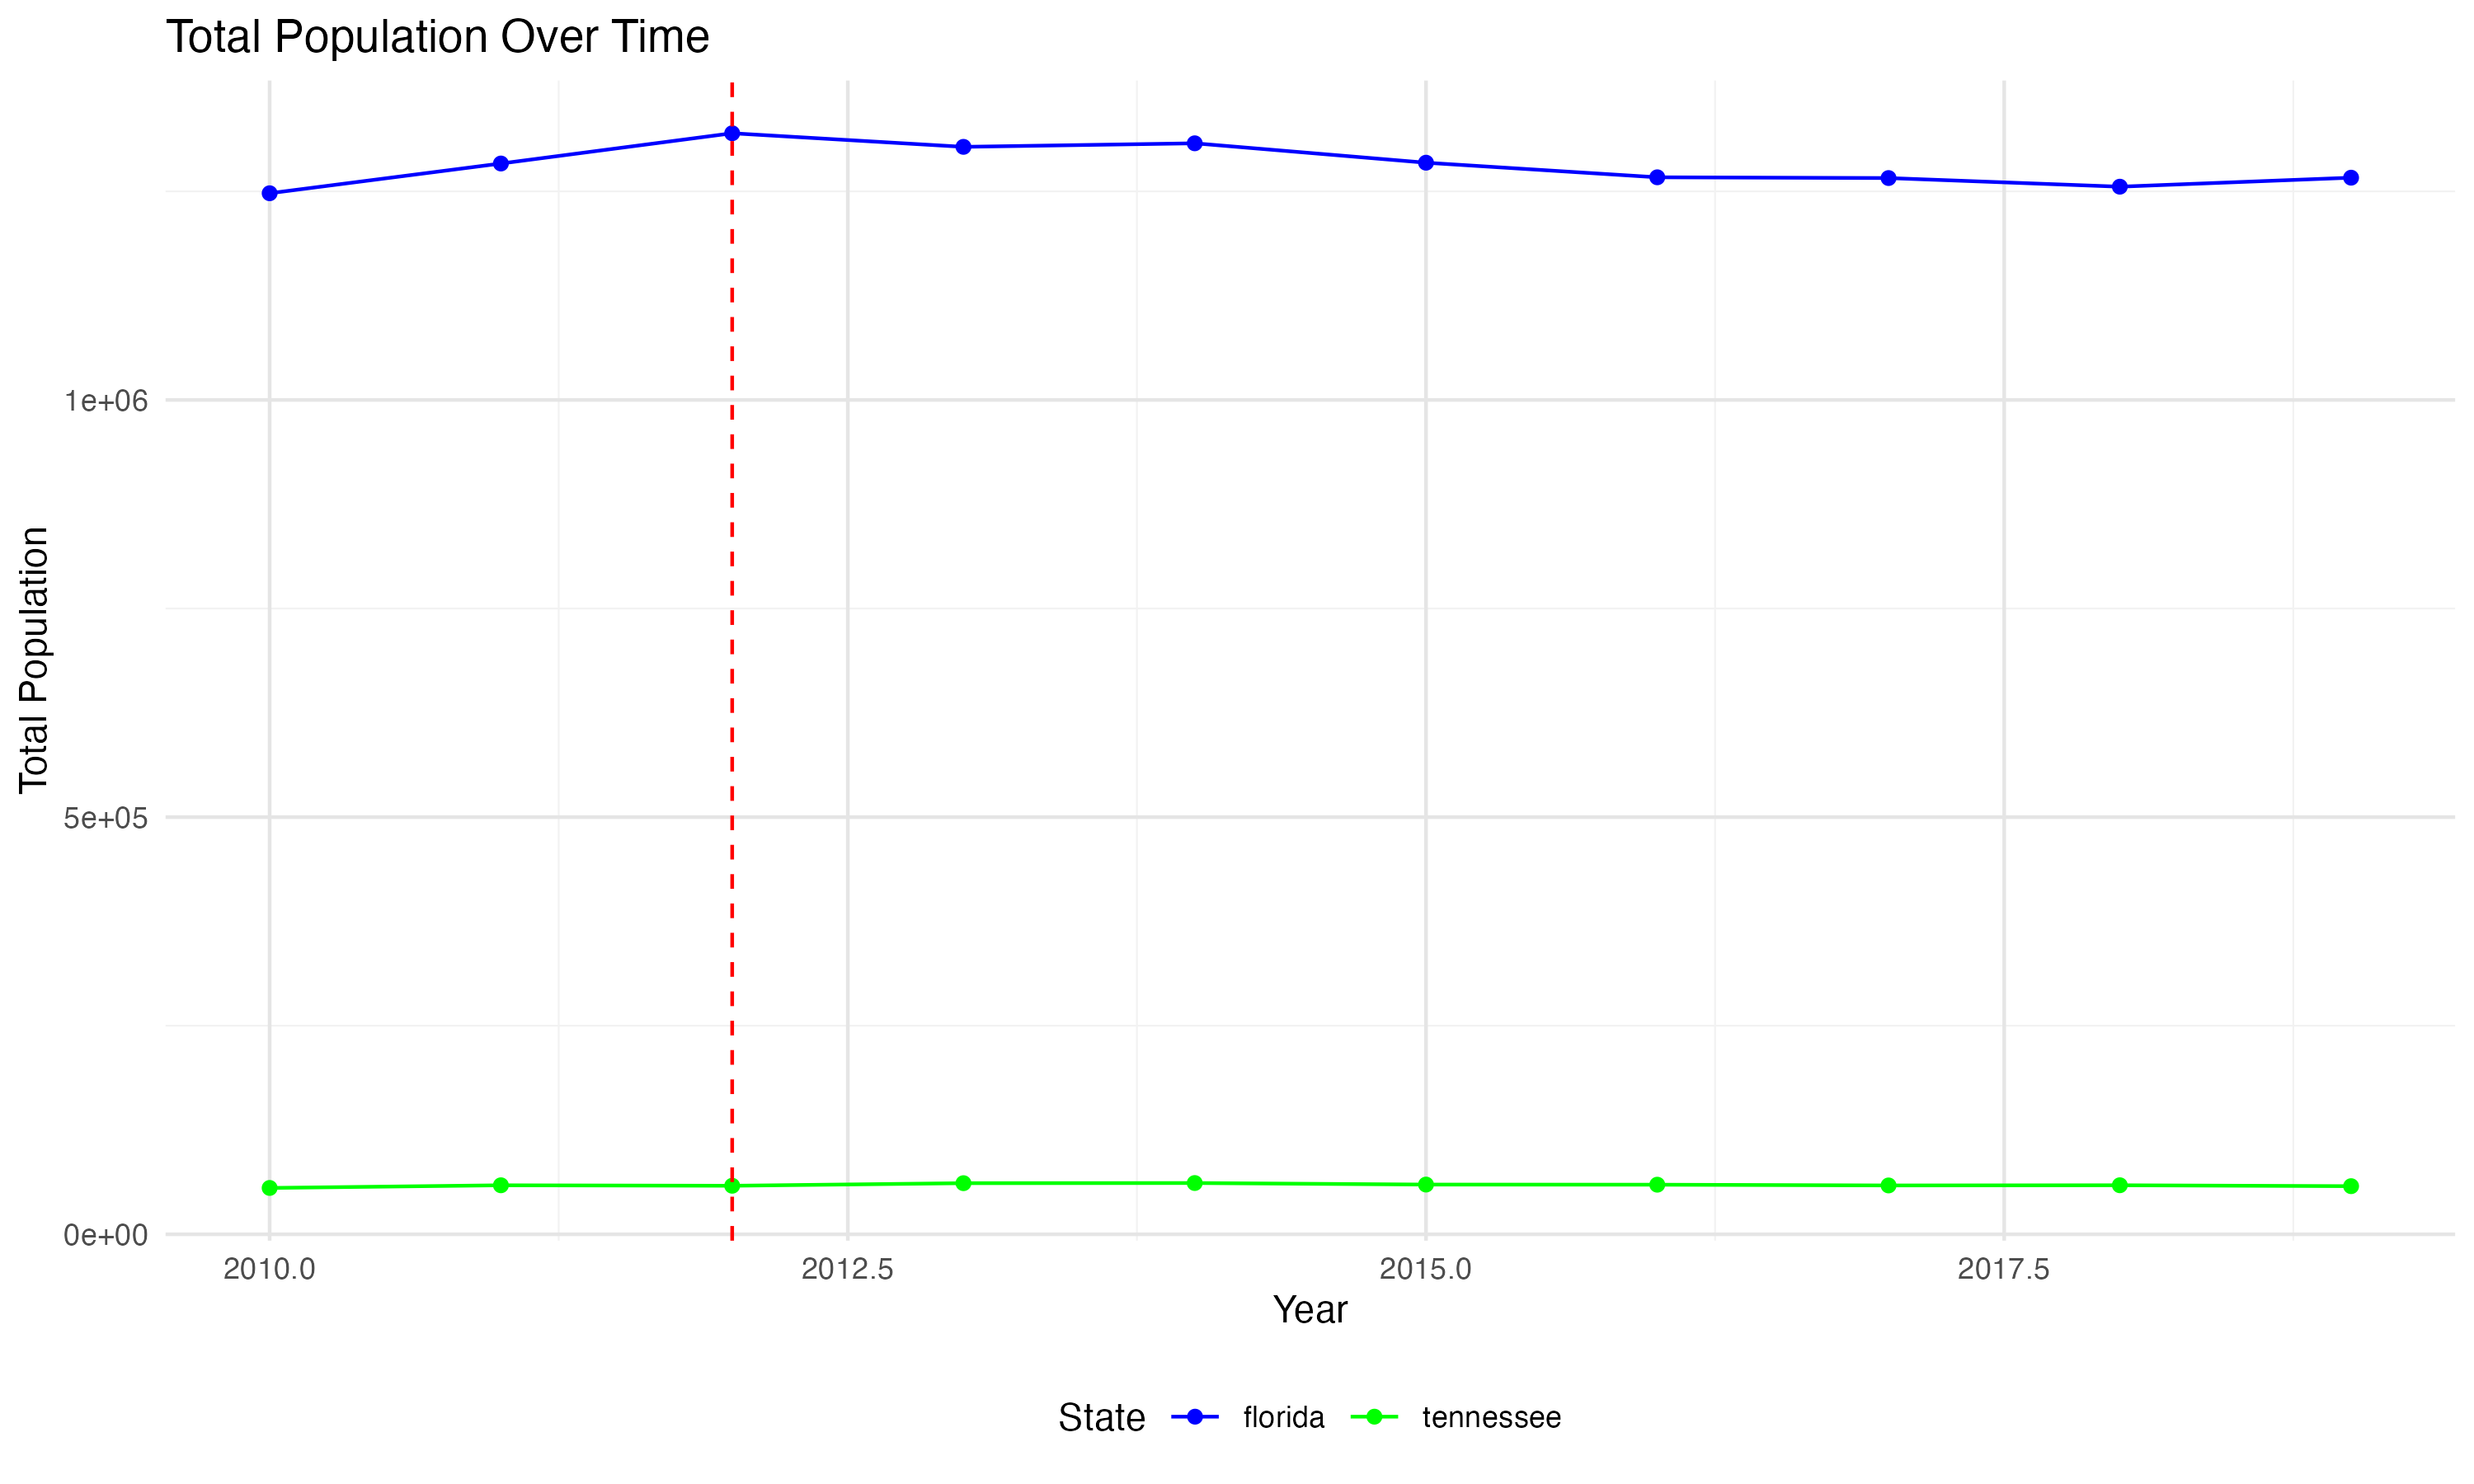 Total Population Over Time
Total Population
1e+06
5e+05
0e+00
2010.0 2012.5 2015.0 2017.5
Year
State florida tennessee